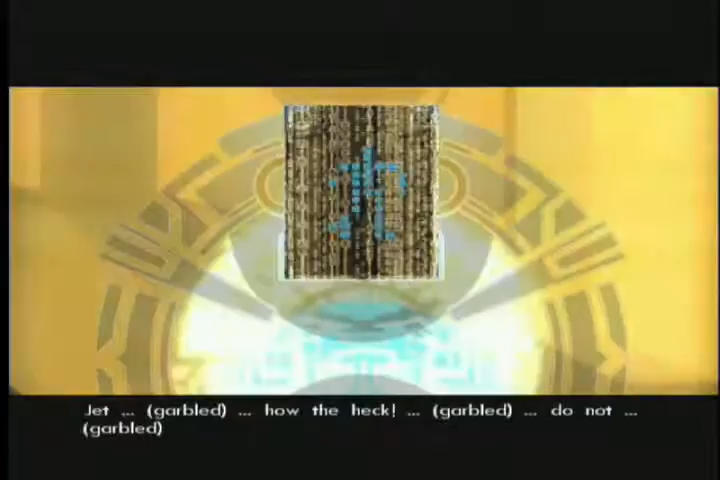 Jet ... (garbled) ... how the heck! ... (garbled) ... do not ...
(garbled)